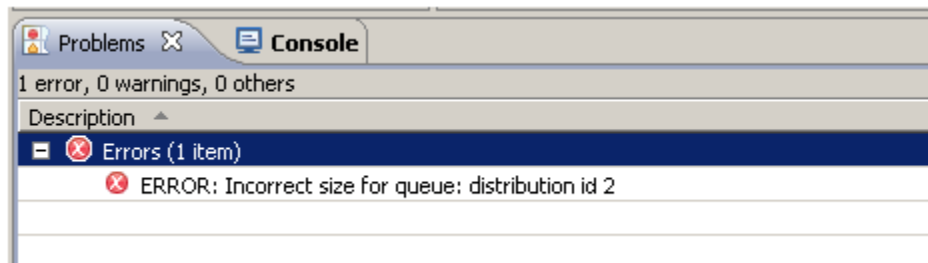 Problems Console
1 error, 0 warnings, 0 others
Description
Errors (1 item)
ERROR: Incorrect size for queue: distribution id 2